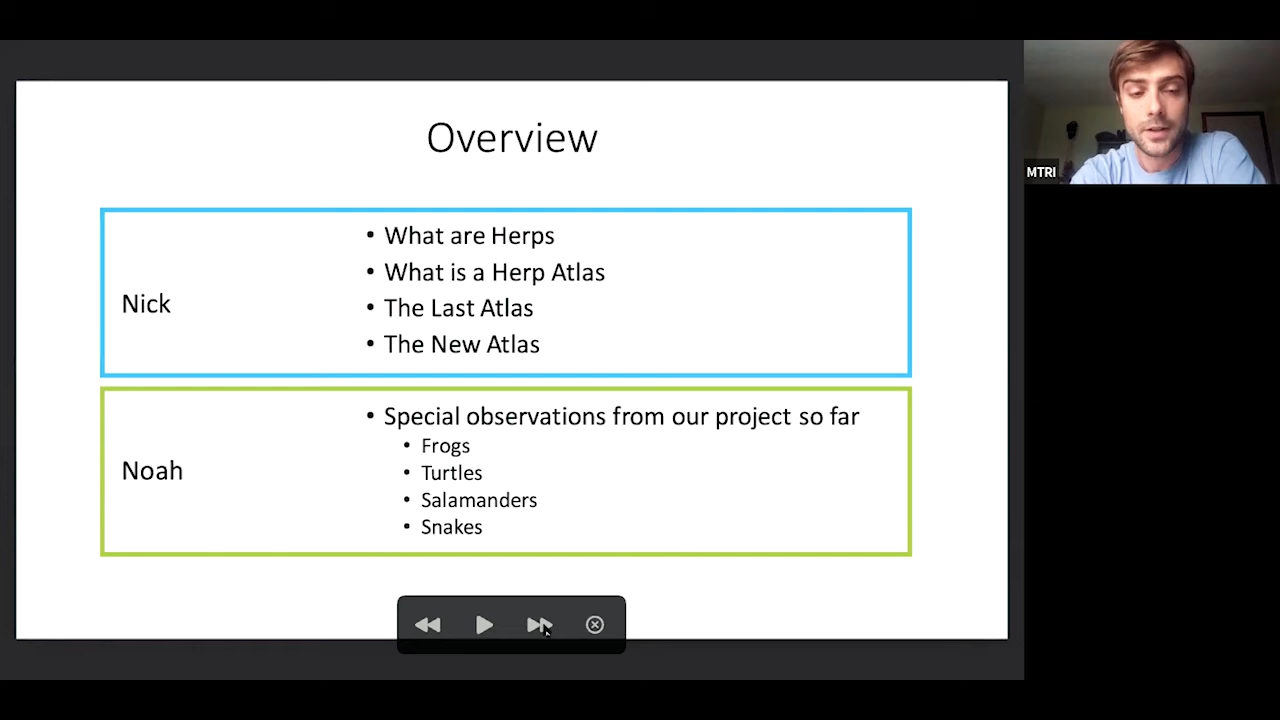 Overview
Nick
• What are Herps
• What is a Herp Atlas
• The Last Atlas
• The New Atlas
Noah
• Special observations from our project so far
• Frogs
• Turtles
• Salamanders
• Snakes
MTRI